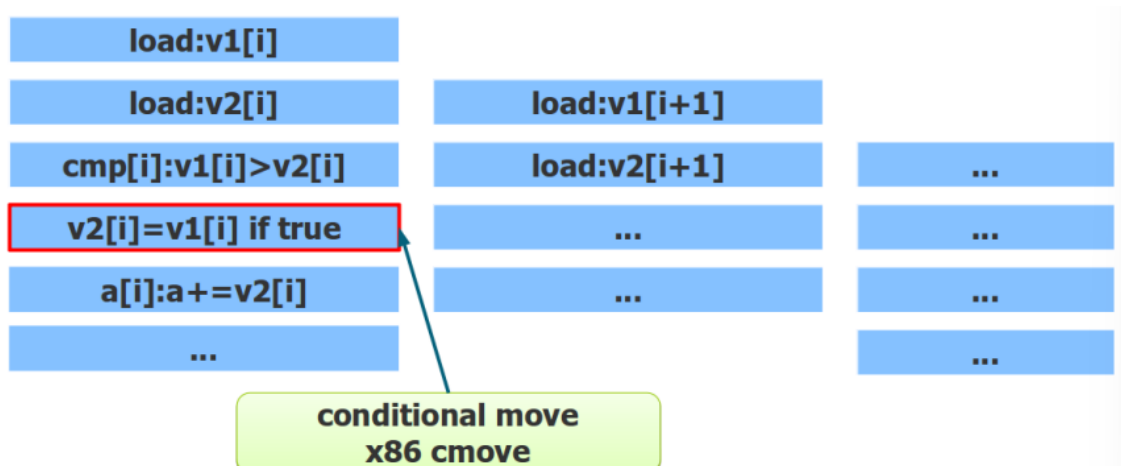 load:v1[i]
load:v2[i]
load:v1[i+1]
cmp[i]:v1[i]>v2[i]
load:v2[i+1]
...
v2[i]=v1[i] if true
...
...
a[i]:a+=v2[i]
...
...
...
...
conditional move
x86 cmove